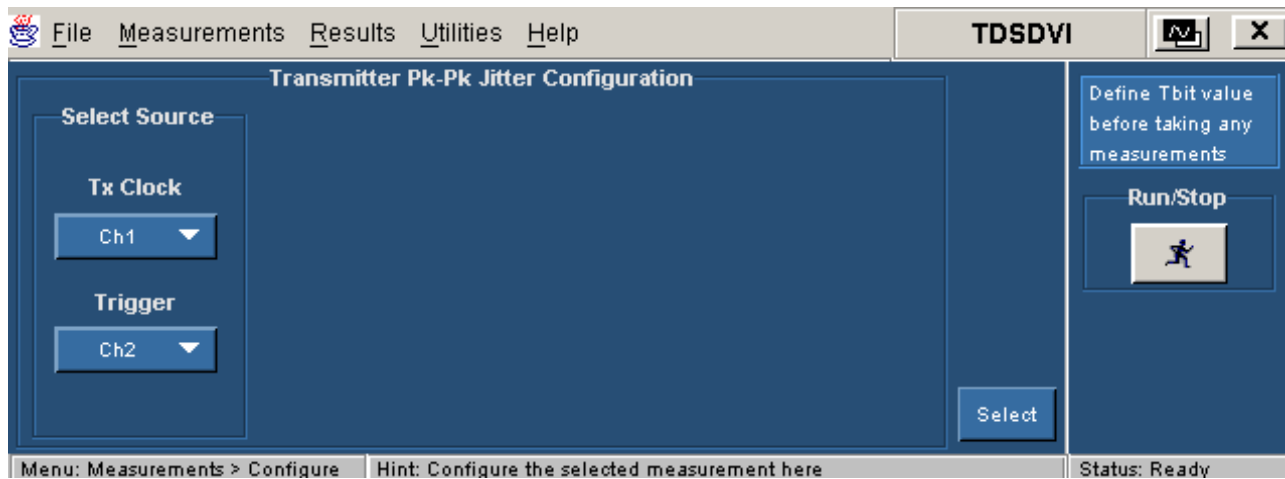 File Measurements Results Utilities Help
TDSDVI
X
Transmitter Pk-Pk Jitter Configuration
Select Source
Tx Clock
Ch1
Trigger
Ch2
Select
Define Tbit value
before taking any
measurements
Run/Stop
Menu: Measurements > Configure
Hint: Configure the selected measurement here
Status: Ready